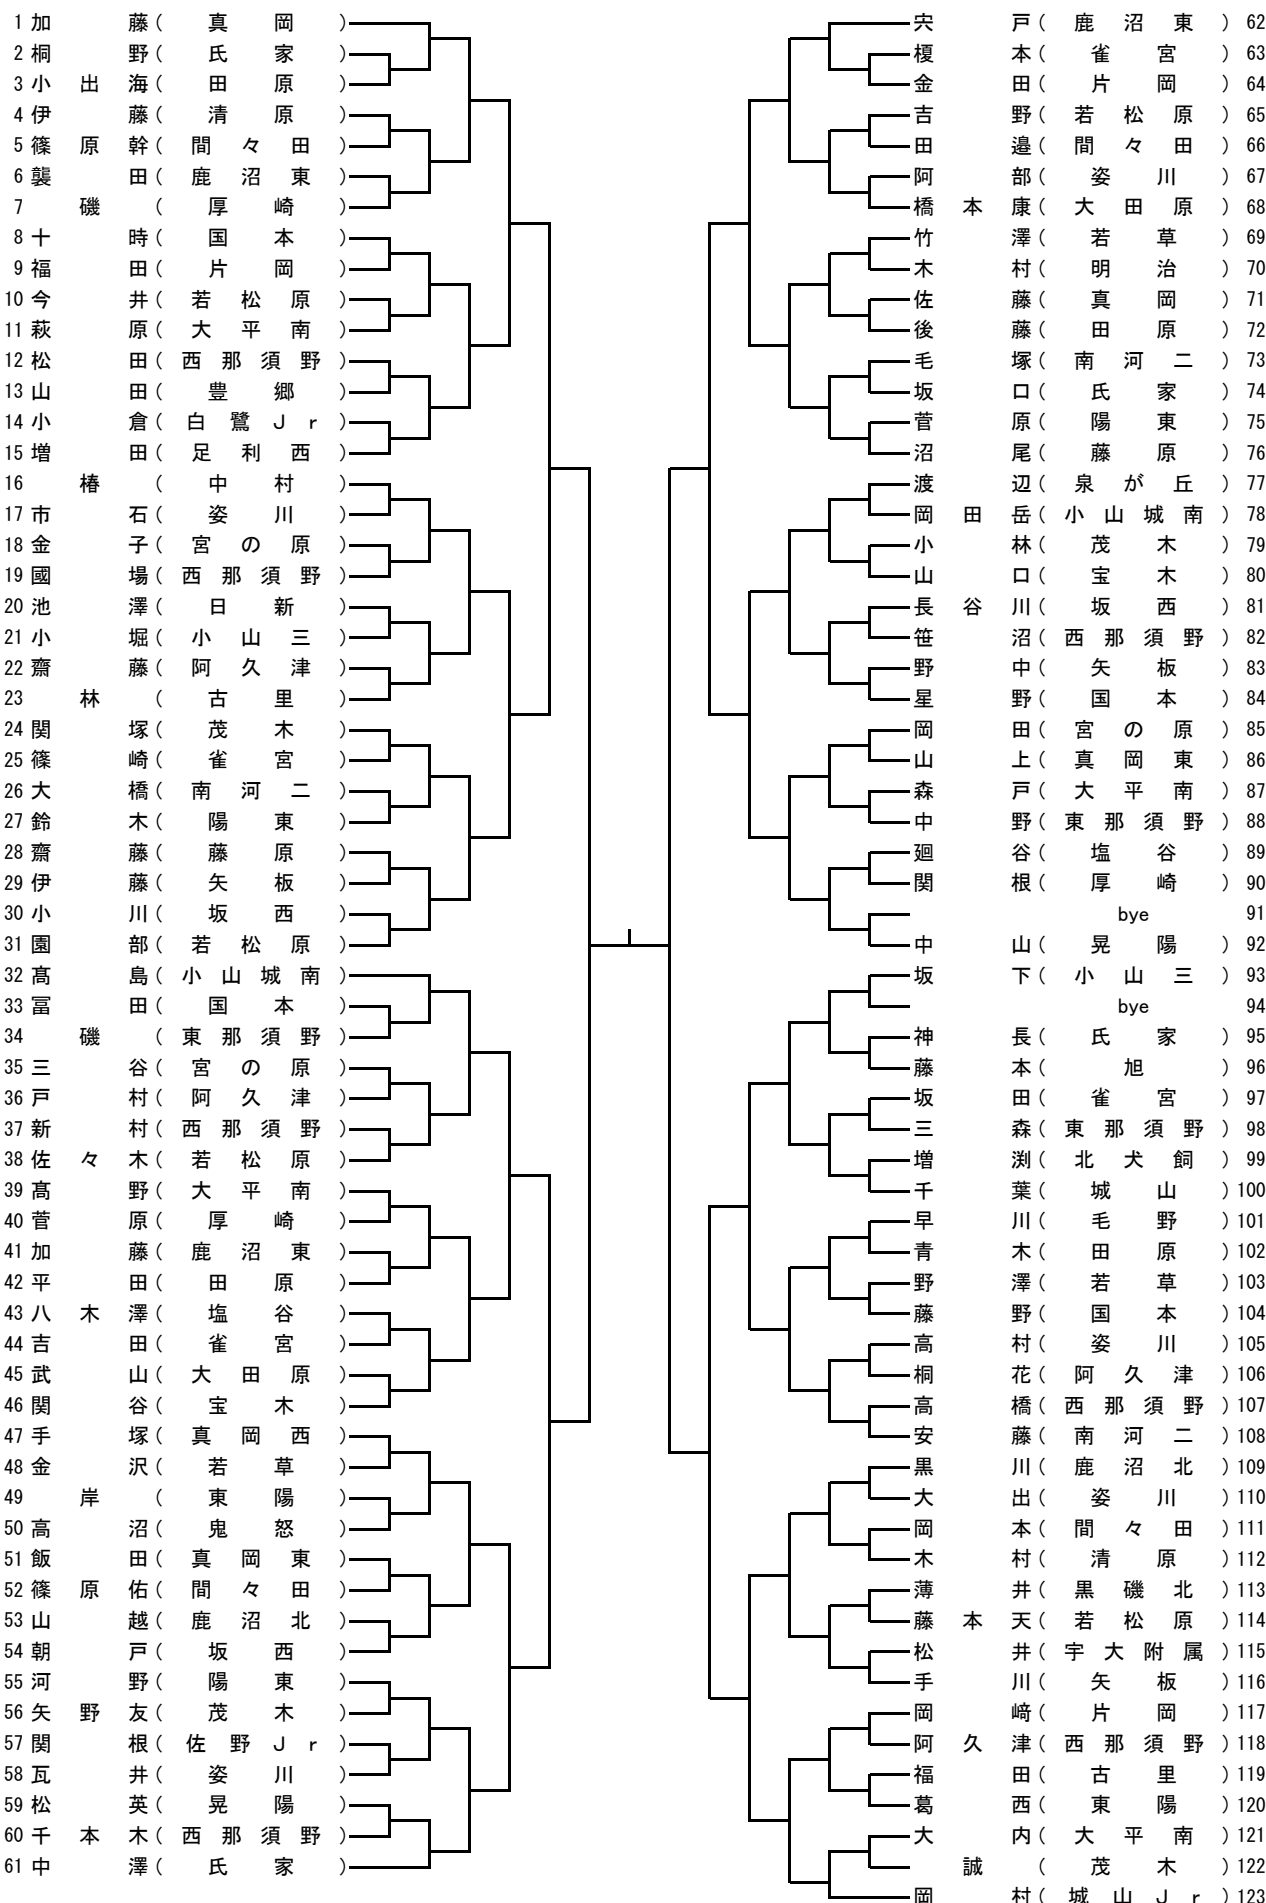 1 加藤(真岡)
2 桐野(氏家)
3 小出海(田原)
4 伊藤(清原)
5 篠原幹(間々田)
6 襲田(鹿沼東)
7 磯(厚崎)
8 十時(国本)
9 福田(片岡)
10 今井(若松原)
11 萩原(大平南)
12 松田(西那須野)
13 山田(豊郷)
14 小倉(白鷺Jr)
15 増田(足利西)
16 椿(中村)
17 市石(姿川)
18 金子(宮の原)
19 國場(西那須野)
20 池澤(日新)
21 小堀(小山三)
22 齋藤(阿久津)
23 林(古里)
24 関塚(茂木)
25 篠崎(雀宮)
26 大橋(南河二)
27 鈴木(陽東)
28 齋藤(藤原)
29 伊藤(矢板)
30 小川(坂西)
31 園部(若松原)
32 髙島(小山城南)
33 冨田(国本)
34 磯(東那須野)
35 三谷(宮の原)
36 戸村(阿久津)
37 新村(西那須野)
38 佐々木(若松原)
39 髙野(大平南)
40 菅原(厚崎)
41 加藤(鹿沼東)
42 平田(田原)
43 八木澤(塩谷)
44 吉田(雀宮)
45 武山(大田原)
46 関谷(宝木)
47 手塚(真岡西)
48 金沢(若草)
49 岸(東陽)
50 高沼(鬼怒)
51 飯田(真岡東)
52 篠原佑(間々田)
53 山越(鹿沼北)
54 朝戸(坂西)
55 河野(陽東)
56 矢野友(茂木)
57 関根(佐野Jr)
58 瓦井(姿川)
59 松英(晃陽)
60 千本木(西那須野)
61 中澤(氏家)
宍戸(鹿沼東) 62
榎本(雀宮) 63
金田(片岡) 64
吉野(若松原) 65
田邉(間々田) 66
阿部(姿川) 67
橋本康(大田原) 68
竹澤(若草) 69
木村(明治) 70
佐藤(真岡) 71
後藤(田原) 72
毛塚(南河二) 73
坂口(氏家) 74
菅原(陽東) 75
沼尾(藤原) 76
渡辺(泉が丘) 77
岡田岳(小山城南) 78
小林(茂木) 79
山口(宝木) 80
長谷川(坂西) 81
笹沼(西那須野) 82
野中(矢板) 83
星野(国本) 84
岡田(宮の原) 85
山上(真岡東) 86
森戸(大平南) 87
中野(東那須野) 88
廻谷(塩谷) 89
関根(厚崎) 90
bye 91
中山(晃陽) 92
坂下(小山三) 93
bye 94
神長(氏家) 95
藤本(旭) 96
坂田(雀宮) 97
三森(東那須野) 98
増渕(北犬飼) 99
千葉(城山) 100
早川(毛野) 101
青木(田原) 102
野澤(若草) 103
藤野(国本) 104
高村(姿川) 105
桐花(阿久津) 106
高橋(西那須野) 107
安藤(南河二) 108
黒川(鹿沼北) 109
大出(姿川) 110
岡本(間々田) 111
木村(清原) 112
薄井(黒磯北) 113
藤本天(若松原) 114
松井(宇大附属) 115
手川(矢板) 116
岡﨑(片岡) 117
阿久津(西那須野) 118
福田(古里) 119
葛西(東陽) 120
大内(大平南) 121
誠(茂木) 122
岡村(城山Jr) 123